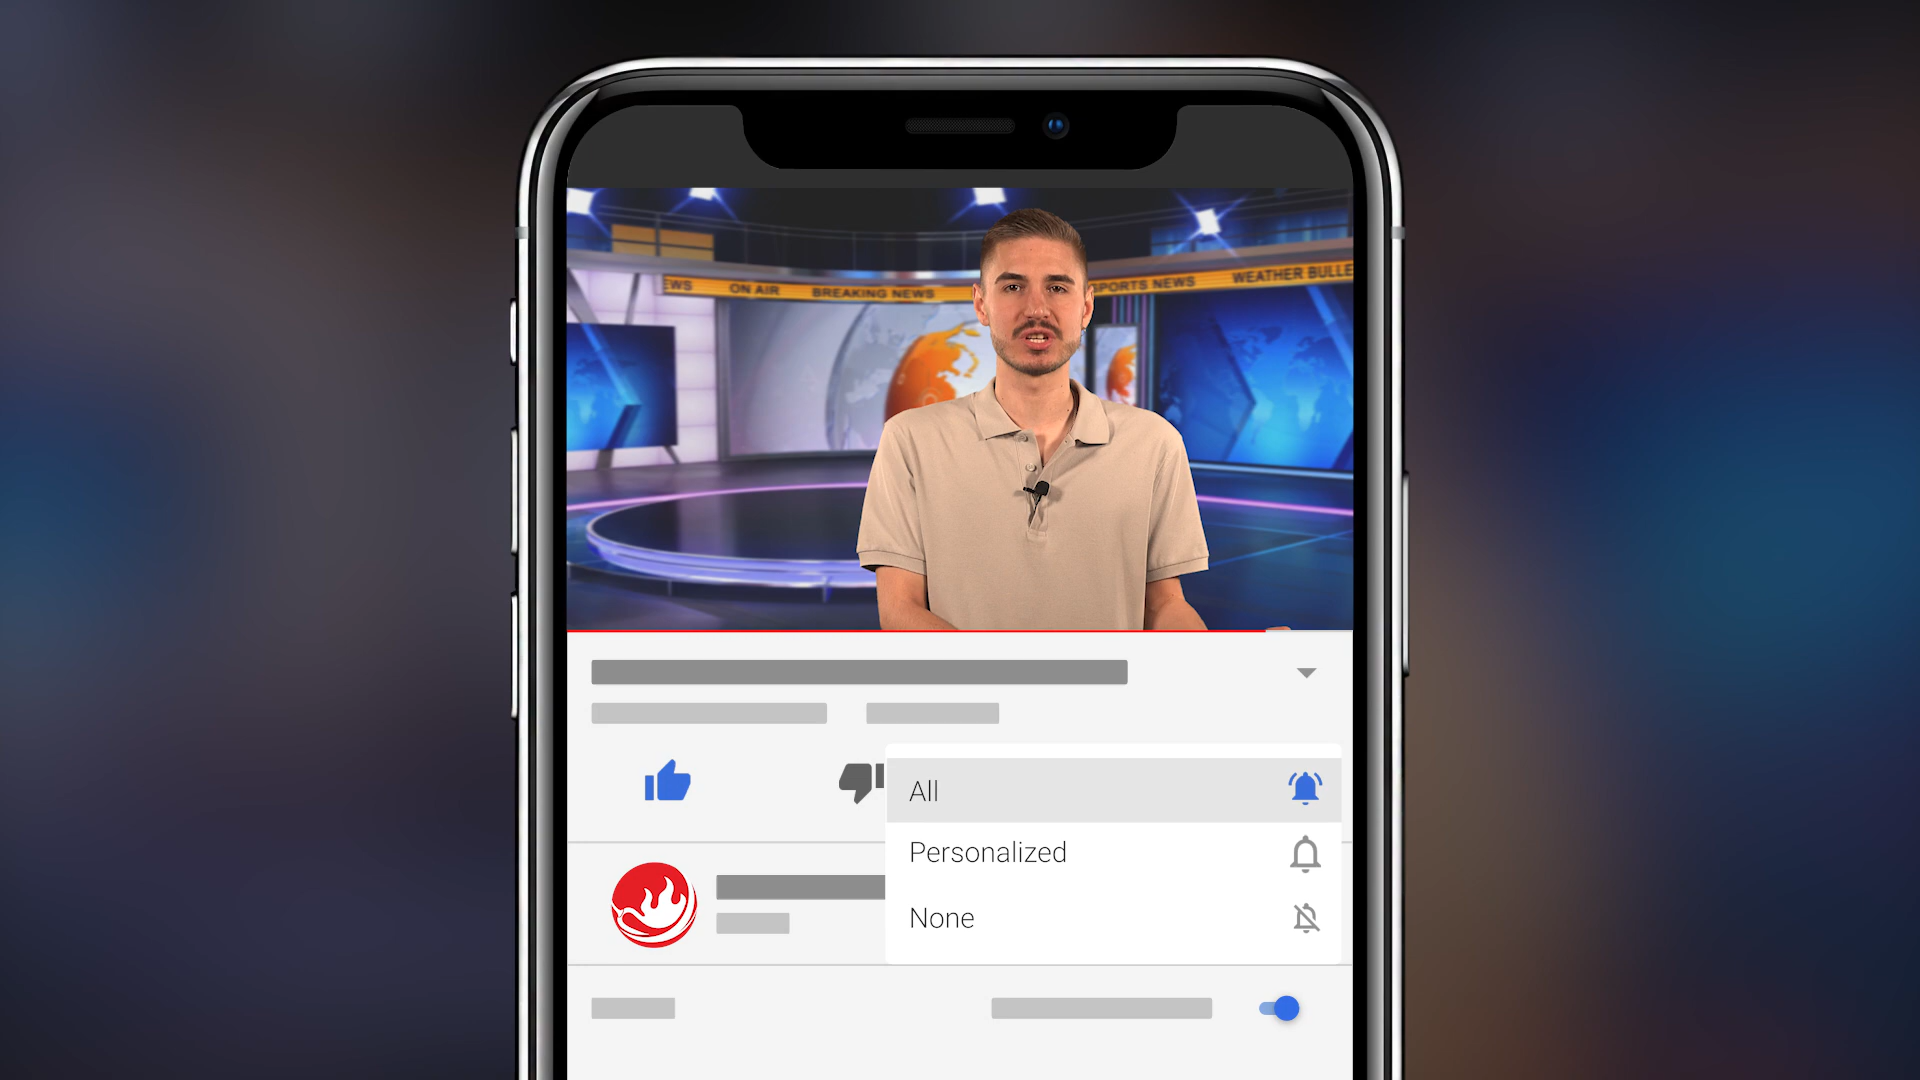 EWS ON AIR BREAKING NEWS SPORTS NEWS WEATHER BULLE
All
Personalized
None